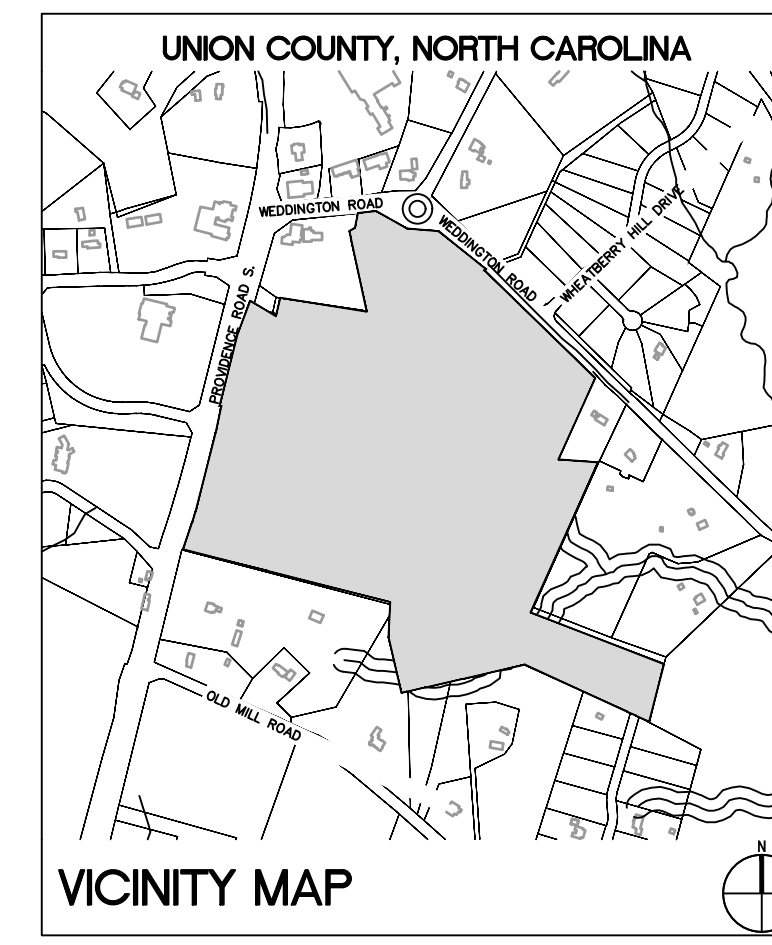 UNION COUNTY, NORTH CAROLINA
WEDDINGTON ROAD
WEDDINGTON ROAD
WHEATBERRY HILL DRIVE
PROVIDENCE ROAD S.
OLD MILL ROAD
VICINITY MAP
N